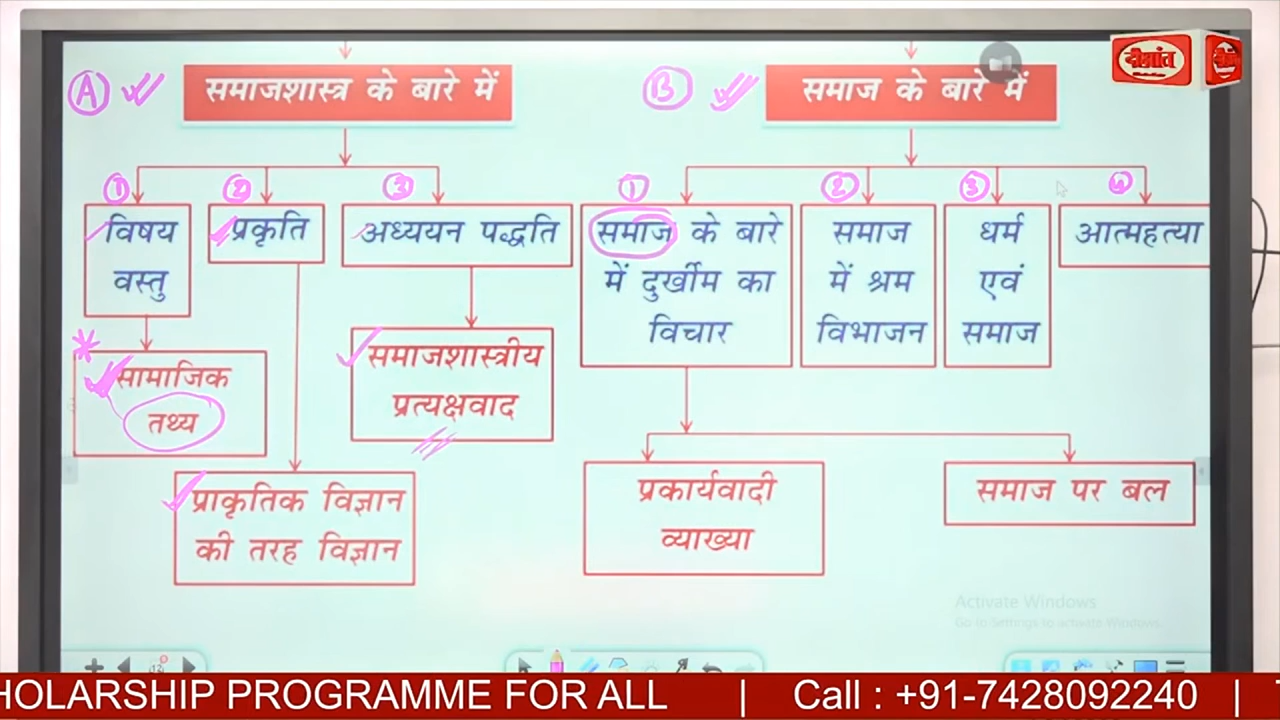 दीक्षांत
A
समाजशास्त्र के बारे में
B
समाज के बारे में
1
2
3
1
2
3
4
विषय
वस्तु
प्रकृति
अध्ययन पद्धति
समाज के बारे
में दुर्खीम का
विचार
समाज
में श्रम
विभाजन
धर्म
एवं
समाज
आत्महत्या
सामाजिक
तथ्य
समाजशास्त्रीय
प्रत्यक्षवाद
प्राकृतिक विज्ञान
की तरह विज्ञान
प्रकार्यवादी
व्याख्या
समाज पर बल
Activate Windows
Go to Settings to activate Windows.
HOLARSHIP PROGRAMME FOR ALL | Call : +91-7428092240 |